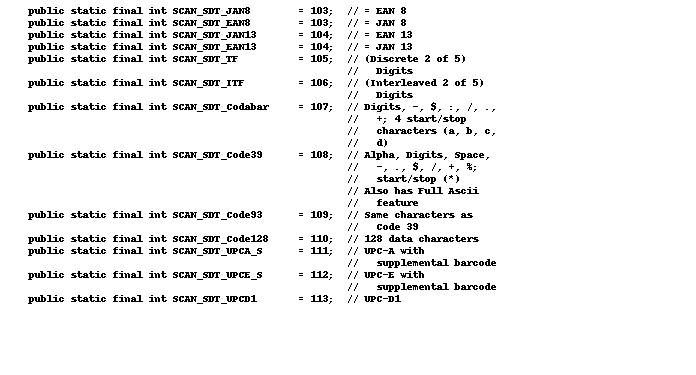 public static final int SCAN_SDT_JAN8        = 103;  // = EAN 8
public static final int SCAN_SDT_EAN8        = 103;  // = JAN 8
public static final int SCAN_SDT_JAN13       = 104;  // = EAN 13
public static final int SCAN_SDT_EAN13       = 104;  // = JAN 13
public static final int SCAN_SDT_TF          = 105;  // (Discrete 2 of 5)
//   Digits
public static final int SCAN_SDT_ITF         = 106;  // (Interleaved 2 of 5)
//   Digits
public static final int SCAN_SDT_Codabar     = 107;  // Digits, -, $, :, /, .,
//   +; 4 start/stop
//   characters (a, b, c,
//   d)
public static final int SCAN_SDT_Code39      = 108;  // Alpha, Digits, Space,
//   -, ., $, /, +, %;
//   start/stop (*)
// Also has Full Ascii
//   feature
public static final int SCAN_SDT_Code93      = 109;  // Same characters as
//   Code 39
public static final int SCAN_SDT_Code128     = 110;  // 128 data characters
public static final int SCAN_SDT_UPCA_S      = 111;  // UPC-A with
//   supplemental barcode
public static final int SCAN_SDT_UPCE_S      = 112;  // UPC-E with
//   supplemental barcode
public static final int SCAN_SDT_UPCD1       = 113;  // UPC-D1